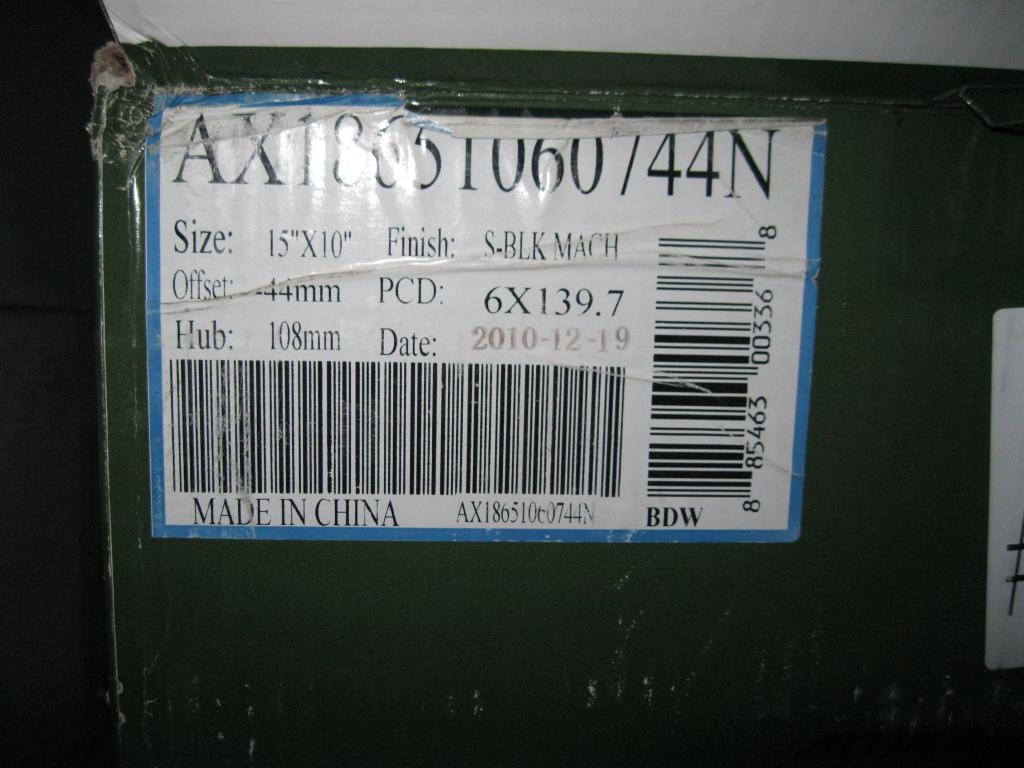 AX18651060744N
Size: 15"X10" Finish: S-BLK MACH
Offset: -44mm PCD: 6X139.7
Hub: 108mm Date: 2010-12-19
MADE IN CHINA AX18651060744N BDW
8 85463 00336 8
#